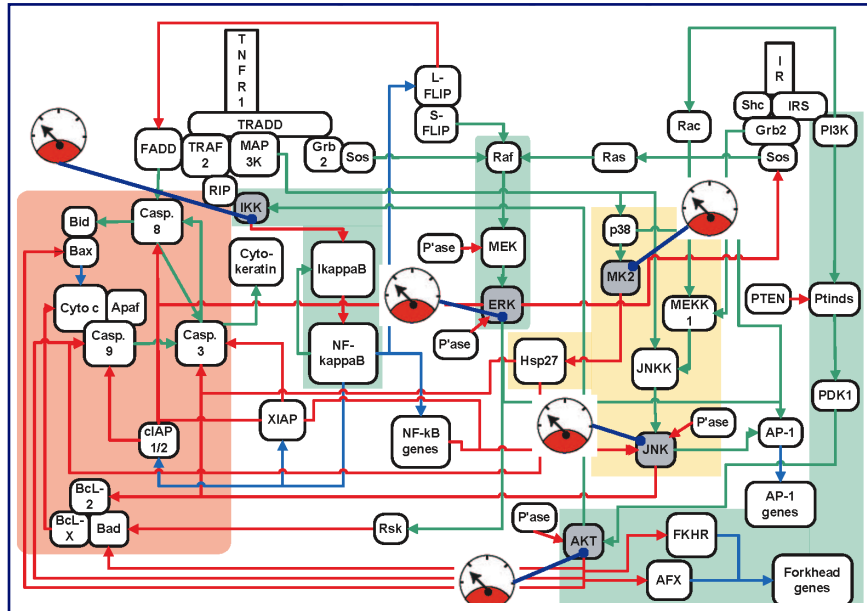 T
N
F
R
1
I
R
L-
FLIP
S-
FLIP
TRADD
Shc
IRS
Grb2
PI3K
Rac
FADD
TRAF
2
MAP
3K
Grb
2
Sos
Raf
Ras
Sos
RIP
IKK
Casp.
8
Bid
Bax
Cyto-
keratin
IkappaB
P'ase
MEK
p38
MK2
Cyto c
Apaf
ERK
MEKK
1
PTEN
Ptinds
Casp.
9
Casp.
3
NF-
kappaB
P'ase
Hsp27
JNKK
PDK1
cIAP
1/2
XIAP
NF-kB
genes
P'ase
JNK
AP-1
BcL-
2
BcL-
X
Bad
Rsk
P'ase
AKT
FKHR
AP-1
genes
AFX
Forkhead
genes